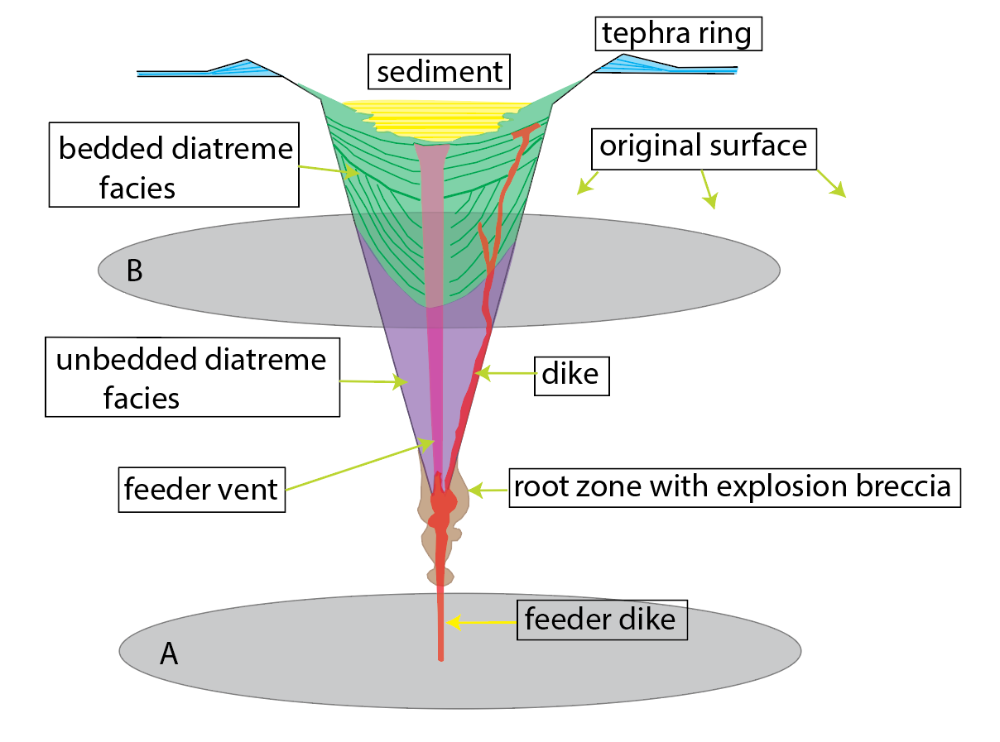 tephra ring
sediment
bedded diatreme
facies
original surface
B
unbedded diatreme
facies
dike
feeder vent
root zone with explosion breccia
feeder dike
A